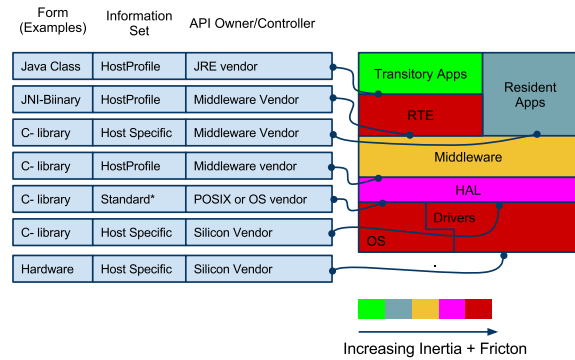 Form
(Examples)
Information
Set
API Owner/Controller
Java Class HostProfile JRE vendor
JNI-Biinary HostProfile Middleware Vendor
C- library Host Specific Middleware Vendor
C- library HostProfile Middleware vendor
C- library Standard* POSIX or OS vendor
C- library Host Specific Silicon Vendor
Hardware Host Specific Silicon Vendor
Transitory Apps
Resident
Apps
RTE
Middleware
HAL
Drivers
OS
Increasing Inertia + Fricton